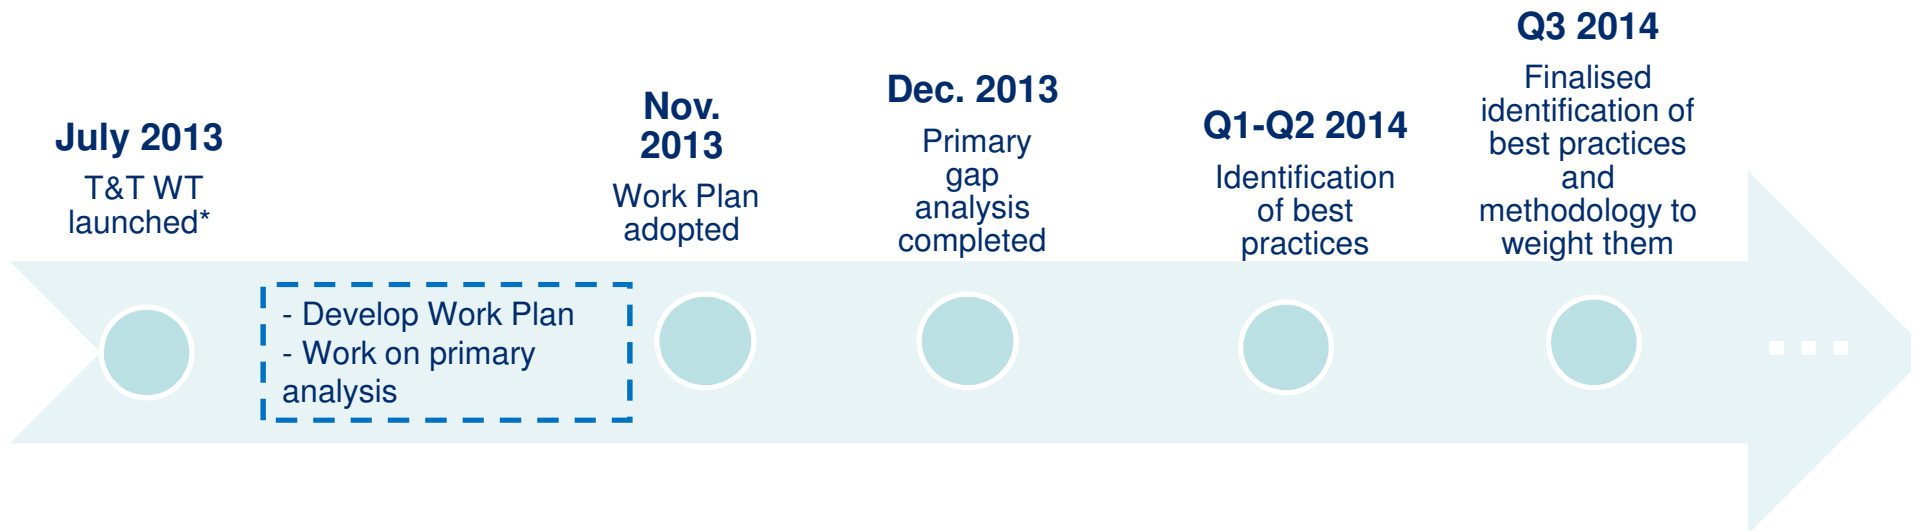 July 2013
T&T WT
launched*
- Develop Work Plan
- Work on primary
analysis
Nov.
2013
Work Plan
adopted
Dec. 2013
Primary
gap
analysis
completed
Q1-Q2 2014
Identification
of best
practices
Q3 2014
Finalised
identification of
best practices
and
methodology to
weight them
...